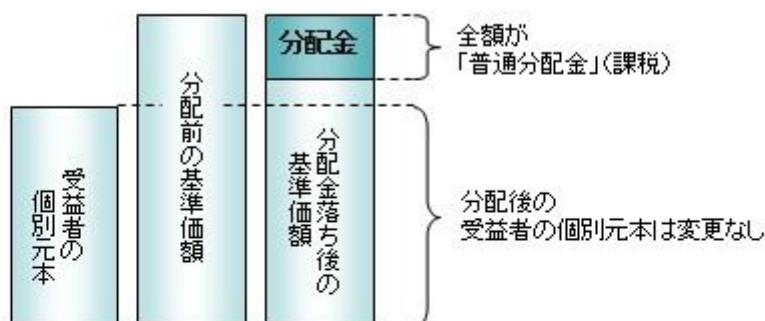 受益者の
個別元本
分配前の基準価額
分配金
分配金落ち後の
基準価額
全額が
「普通分配金」(課税)
分配後の
受益者の個別元本は変更なし